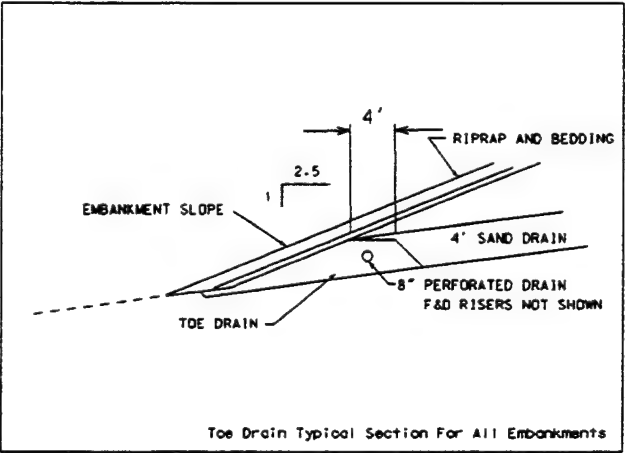 4'
RIPRAP AND BEDDING
2.5
1
EMBANKMENT SLOPE
4' SAND DRAIN
8" PERFORATED DRAIN
F&D RISERS NOT SHOWN
TOE DRAIN
Toe Drain Typical Section For All Embankments